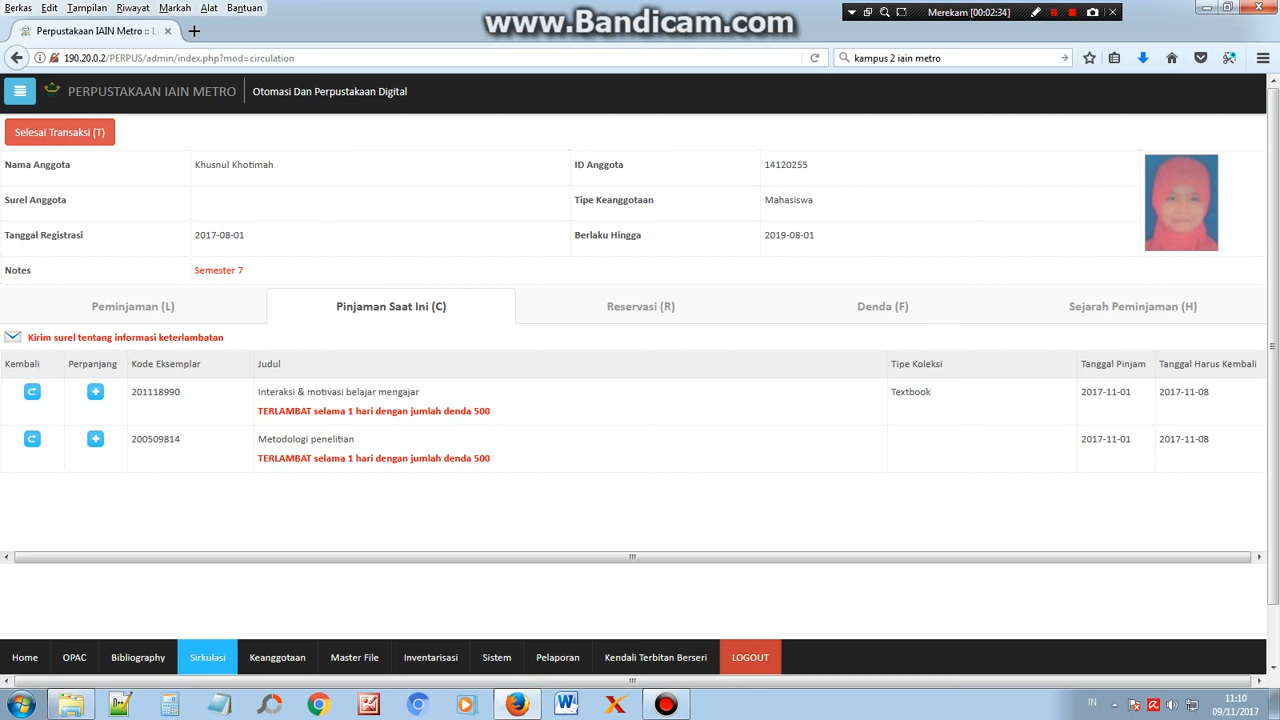 Berkas Edit Tampilan Riwayat Markah Alat Bantuan
www.Bandicam.com
Merekam [00:02:34]
Perpustakaan IAIN Metro :: L
190.20.0.2/PERPUS/admin/index.php?mod=circulation
kampus 2 iain metro
PERPUSTAKAAN IAIN METRO Otomasi Dan Perpustakaan Digital
Selesai Transaksi (T)
Nama Anggota Khusnul Khotimah ID Anggota 14120255
Surel Anggota Tipe Keanggotaan Mahasiswa
Tanggal Registrasi 2017-08-01 Berlaku Hingga 2019-08-01
Notes Semester 7
Peminjaman (L) Pinjaman Saat Ini (C) Reservasi (R) Denda (F) Sejarah Peminjaman (H)
Kirim surel tentang informasi keterlambatan
Kembali Perpanjang Kode Eksemplar Judul Tipe Koleksi Tanggal Pinjam Tanggal Harus Kembali
201118990 Interaksi & motivasi belajar mengajar Textbook 2017-11-01 2017-11-08
TERLAMBAT selama 1 hari dengan jumlah denda 500
200509814 Metodologi penelitian 2017-11-01 2017-11-08
TERLAMBAT selama 1 hari dengan jumlah denda 500
Home OPAC Bibliography Sirkulasi Keanggotaan Master File Inventarisasi Sistem Pelaporan Kendali Terbitan Berseri LOGOUT
IN 11:10
09/11/2017